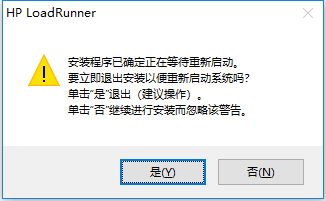 HP LoadRunner
安装程序已确定正在等待重新启动。
要立即退出安装以便重新启动系统吗？
单击“是”退出（建议操作）。
单击“否”继续进行安装而忽略该警告。
是(Y)
否(N)